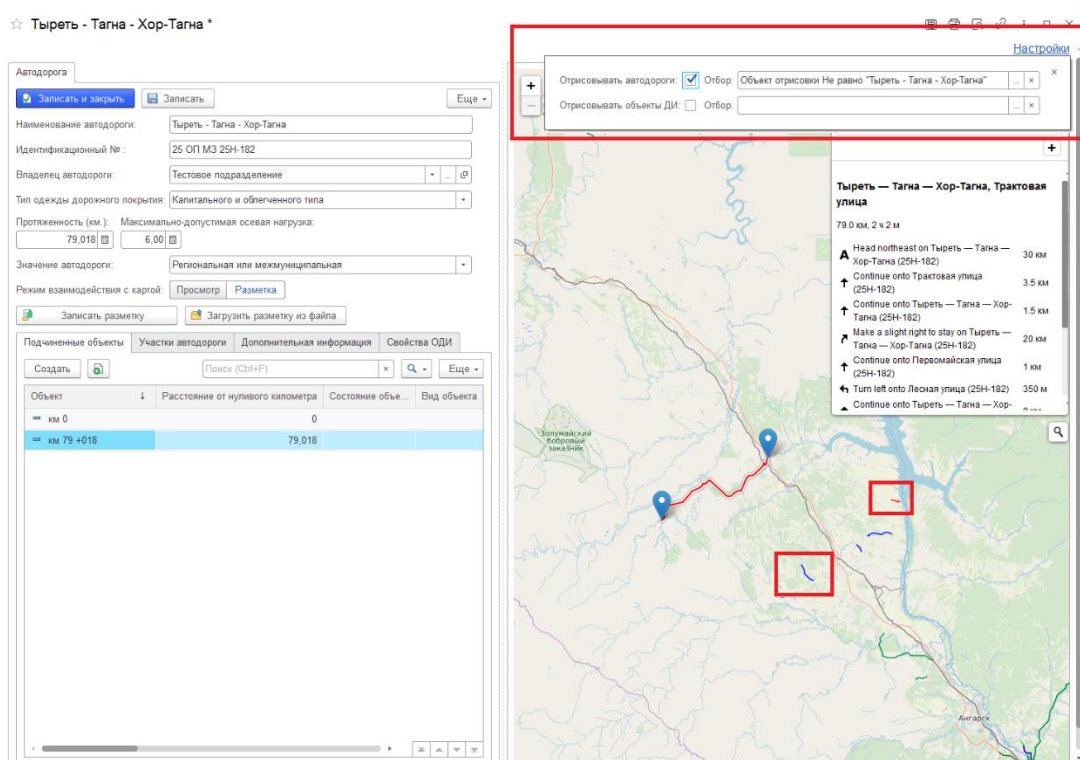 Тыреть - Тагна - Хор-Тагна *
Настройки
Автодорога
Записать и закрыть
Записать
Еще
Наименование автодороги:
Тыреть - Тагна - Хор-Тагна
Идентификационный № :
25 ОП МЗ 25Н-182
Владелец автодороги:
Тестовое подразделение
Тип одежды дорожного покрытия:
Капитального и облегченного типа
Протяженность (км.): Максимально-допустимая осевая нагрузка:
79,018 6,00
Значение автодороги:
Региональная или межмуниципальная
Режим взаимодействия с картой:
Просмотр Разметка
Записать разметку
Загрузить разметку из файла
Подчиненные объекты Участки автодороги Дополнительная информация Свойства ОДИ
Создать
Поиск (Ctrl+F)
Еще
Объект Расстояние от нуливого километра Состояние объе... Вид объекта
км 0 0
км 79 +018 79,018
Отрисовывать автодороги: Отбор: Объект отрисовки Не равно "Тыреть - Тагна - Хор-Тагна"
Отрисовывать объекты ДИ: Отбор:
Тыреть — Тагна — Хор-Тагна, Трактовая
улица
79.0 км, 2 ч 2 м
Head northeast on Тыреть — Тагна —
Хор-Тагна (25Н-182) 30 км
Continue onto Трактовая улица
(25Н-182) 3.5 км
Continue onto Тыреть — Тагна — Хор-
Тагна (25Н-182) 1.5 км
Make a slight right to stay on Тыреть —
Тагна — Хор-Тагна (25Н-182) 20 км
Continue onto Первомайская улица
(25Н-182) 1 км
Turn left onto Лесная улица (25Н-182) 350 м
Continue onto Тыреть — Тагна — Хор-
Зопумайский
бобровый
заказник
Ангарск